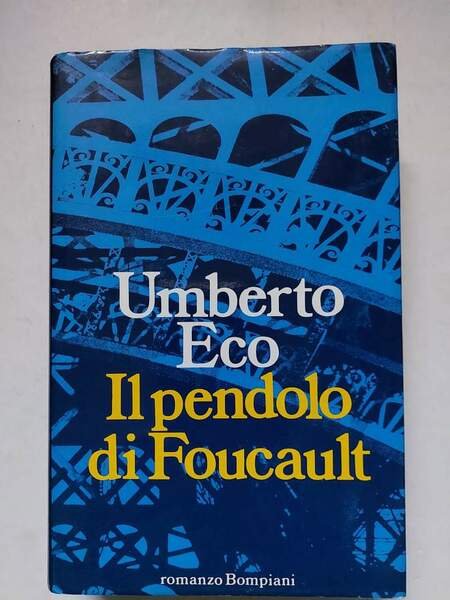 Umberto
Eco
Il pendolo
di Foucault
romanzo Bompiani